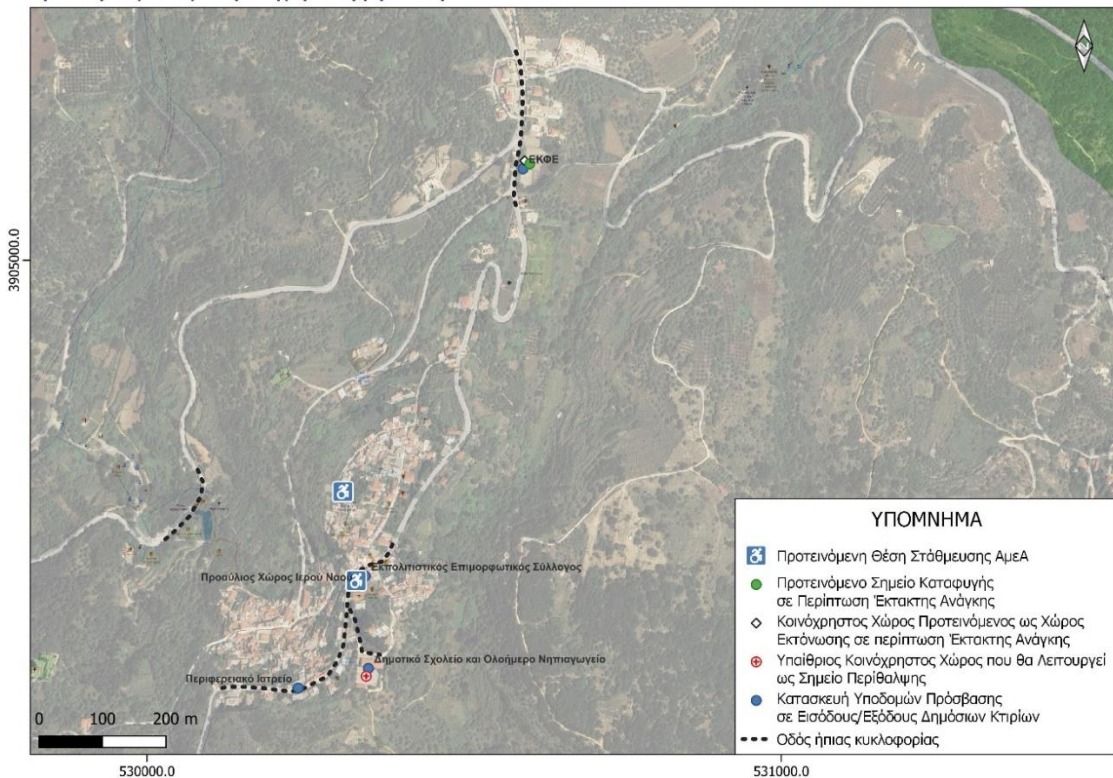 ΕΚΦΕ
3905000.0
Εκπολιτιστικός Επιμορφωτικός Σύλλογος
Προαύλιος Χώρος Ιερού Ναού
Δημοτικό Σχολείο και Ολοήμερο Νηπιαγωγείο
Περιφερειακό Ιατρείο
0 100 200 m
530000.0
531000.0
ΥΠΟΜΝΗΜΑ
Προτεινόμενη Θέση Στάθμευσης ΑμεΑ
Προτεινόμενο Σημείο Καταφυγής
σε Περίπτωση Έκτακτης Ανάγκης
Κοινόχρηστος Χώρος Προτεινόμενος ως Χώρος
Εκτόνωσης σε περίπτωση Έκτακτης Ανάγκης
Υπαίθριος Κοινόχρηστος Χώρος που θα Λειτουργεί
ως Σημείο Περίθαλψης
Κατασκευή Υποδομών Πρόσβασης
σε Εισόδους/Εξόδους Δημόσιων Κτιρίων
Οδός ήπιας κυκλοφορίας